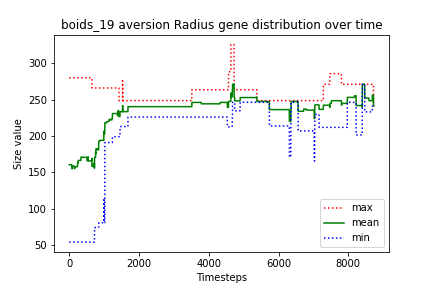 boids_19 aversion Radius gene distribution over time
Size value
300
250
200
150
100
50
max
mean
min
0
2000
4000
6000
8000
Timesteps